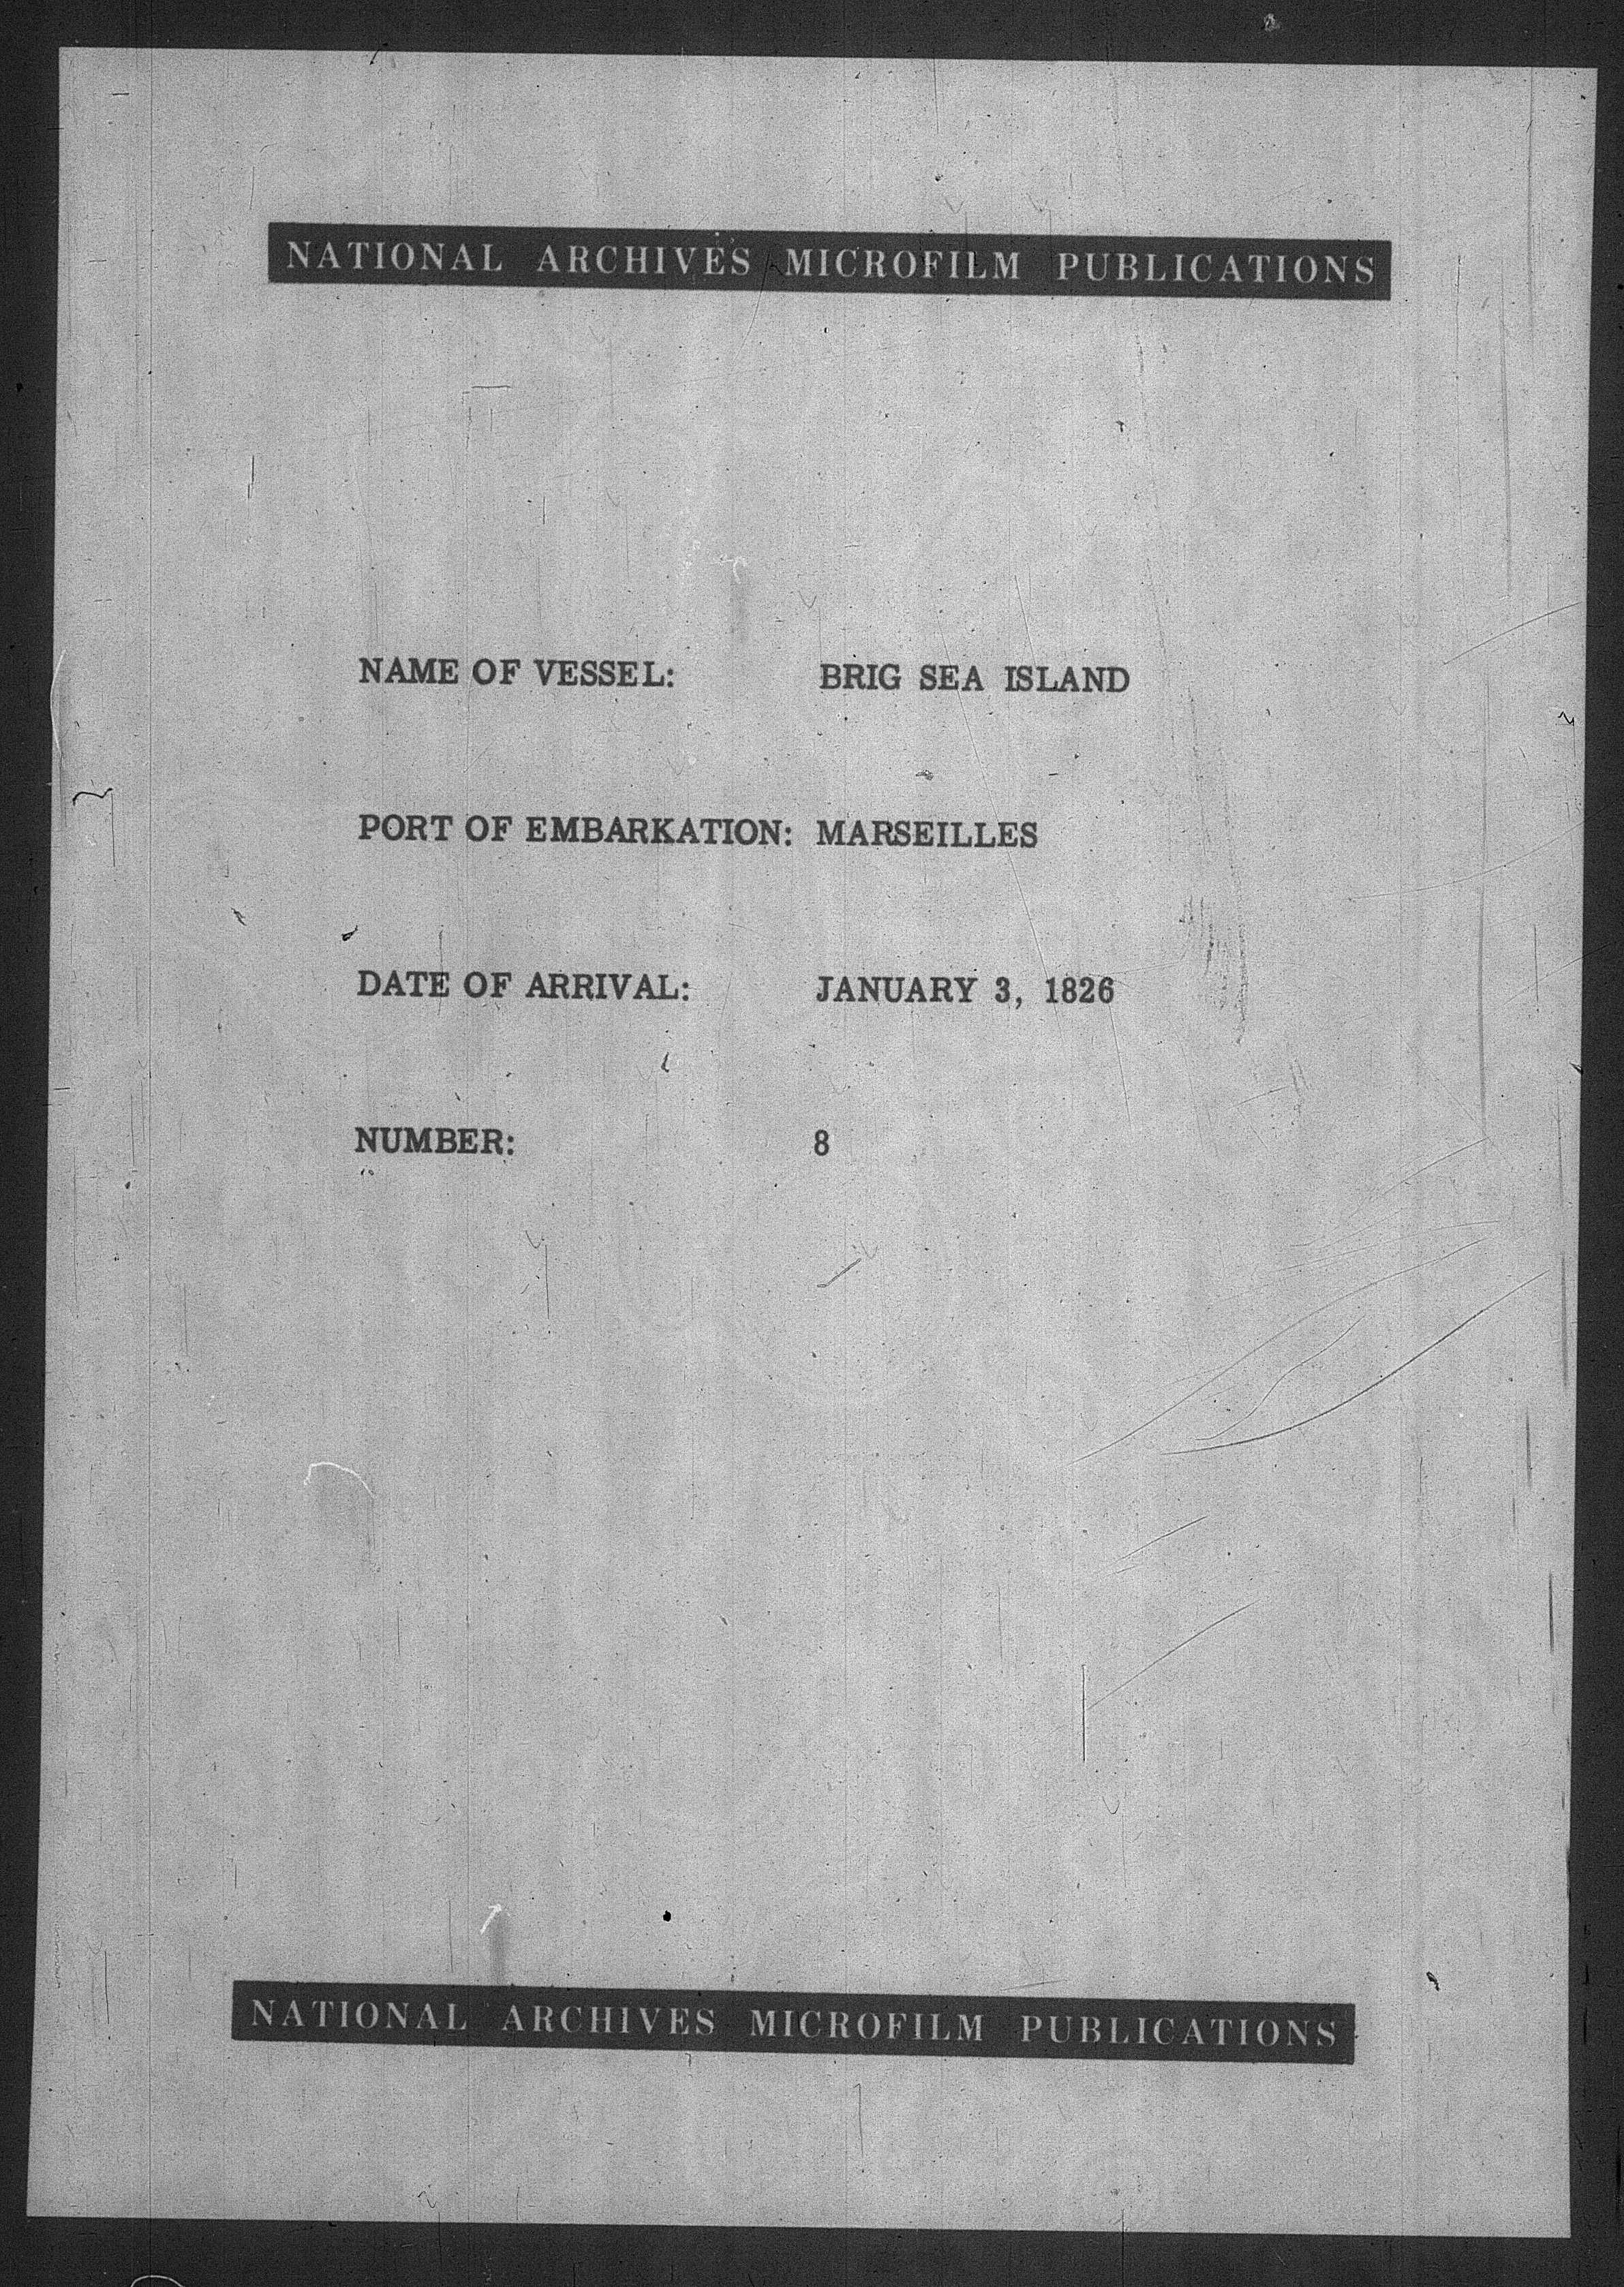 NATIONAL ARCHIVES MICROFILM PUBLICATIONS
NAME OF VESSEL: BRIG SEA ISLAND
PORT OF EMBARKATION: MARSEILLES
DATE OF ARRIVAL: JANUARY 3, 1826
NUMBER: 8
NATIONAL ARCHIVES MICROFILM PUBLICATIONS